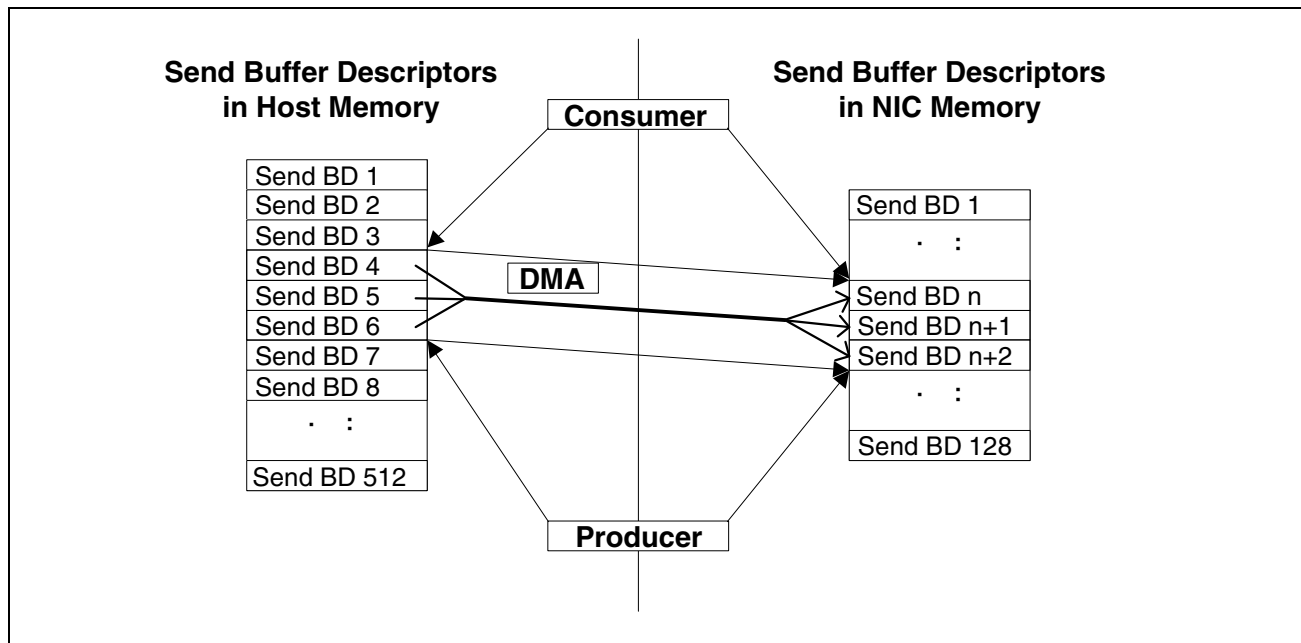 Send Buffer Descriptors
in Host Memory
Send Buffer Descriptors
in NIC Memory
Consumer
Send BD 1
Send BD 2
Send BD 3
Send BD 4
Send BD 5
Send BD 6
Send BD 7
Send BD 8
. :
Send BD 512
DMA
Send BD 1
. :
Send BD n
Send BD n+1
Send BD n+2
. :
Send BD 128
Producer